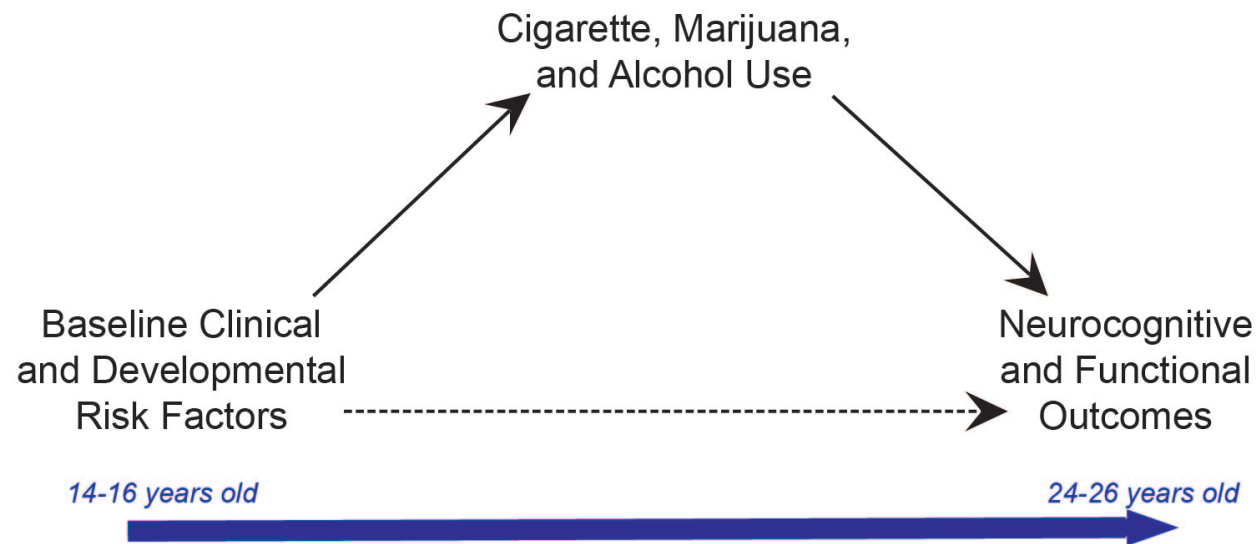 Cigarette, Marijuana,
and Alcohol Use
Baseline Clinical
and Developmental
Risk Factors
Neurocognitive
and Functional
Outcomes
14-16 years old
24-26 years old